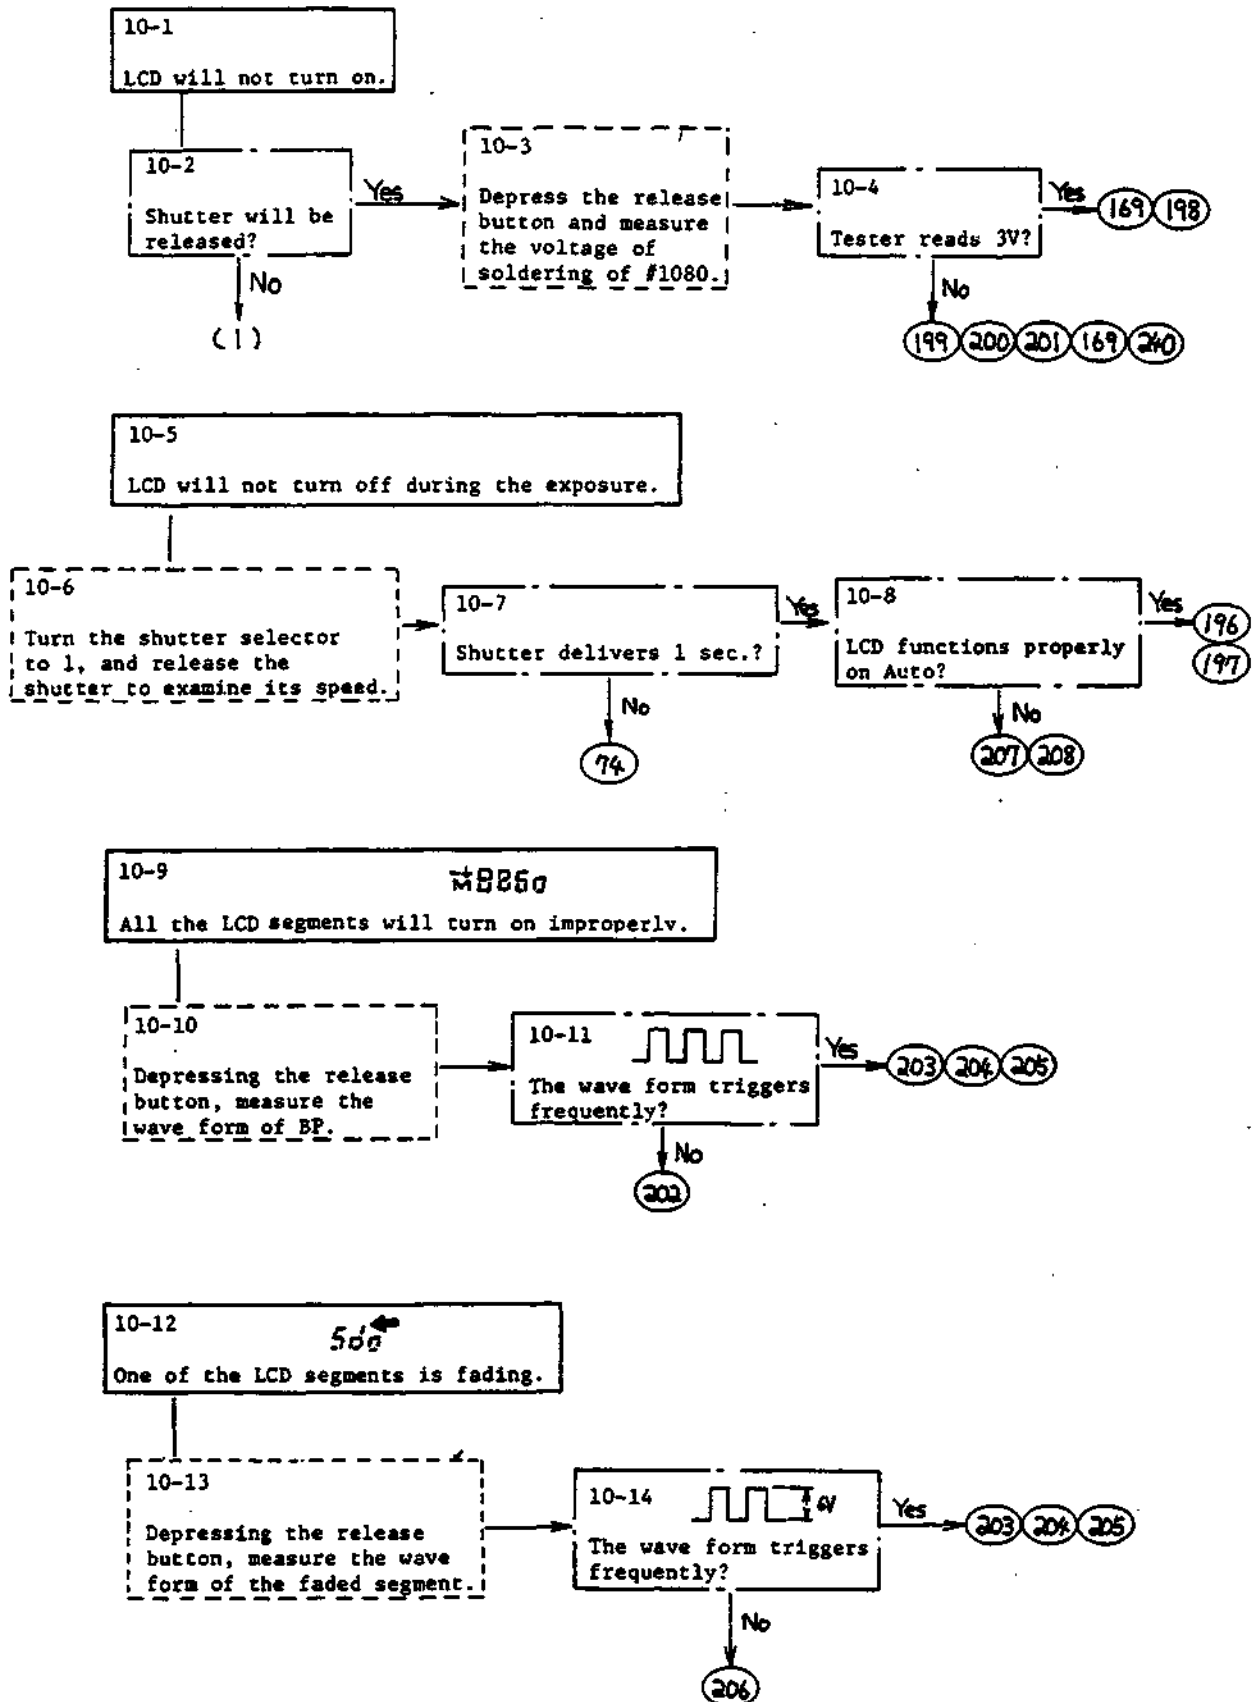 10-1
LCD will not turn on.
10-2
Shutter will be
released?
Yes
No
(1)
10-3
Depress the release
button and measure
the voltage of
soldering of #1080.
10-4
Tester reads 3V?
Yes
169 198
No
199 200 201 169 240
10-5
LCD will not turn off during the exposure.
10-6
Turn the shutter selector
to 1, and release the
shutter to examine its speed.
10-7
Shutter delivers 1 sec.?
Yes
No
74
10-8
LCD functions properly
on Auto?
Yes
196
197
No
207 208
10-9
All the LCD segments will turn on improperly.
10-10
Depressing the release
button, measure the
wave form of BP.
10-11
The wave form triggers
frequently?
Yes
203 204 205
No
202
10-12
500
One of the LCD segments is fading.
10-13
Depressing the release
button, measure the wave
form of the faded segment.
10-14
6V
The wave form triggers
frequently?
Yes
203 204 205
No
206